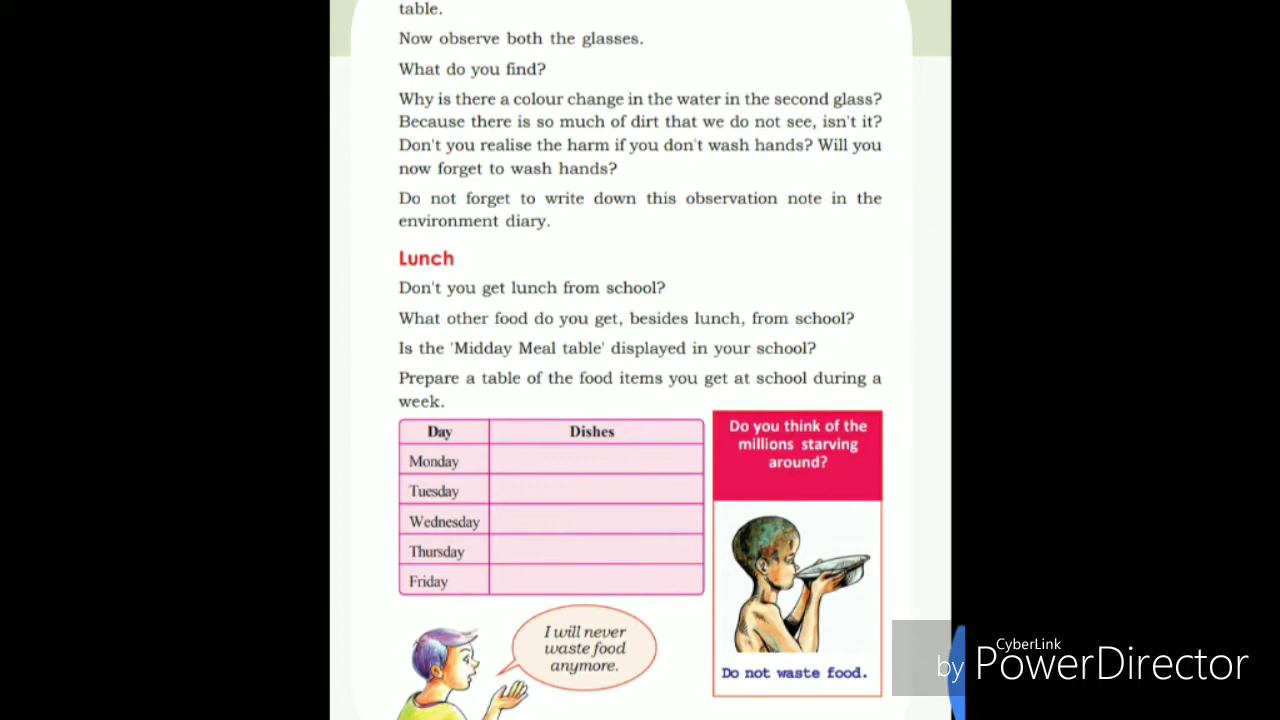 table.
Now observe both the glasses.
What do you find?
Why is there a colour change in the water in the second glass?
Because there is so much of dirt that we do not see, isn't it?
Don't you realise the harm if you don't wash hands? Will you
now forget to wash hands?
Do not forget to write down this observation note in the
environment diary.
Lunch
Don't you get lunch from school?
What other food do you get, besides lunch, from school?
Is the 'Midday Meal table' displayed in your school?
Prepare a table of the food items you get at school during a
week.
Day Dishes
Monday
Tuesday
Wednesday
Thursday
Friday
Do you think of the
millions starving
around?
Do not waste food.
I will never
waste food
anymore.
by CyberLink
PowerDirector